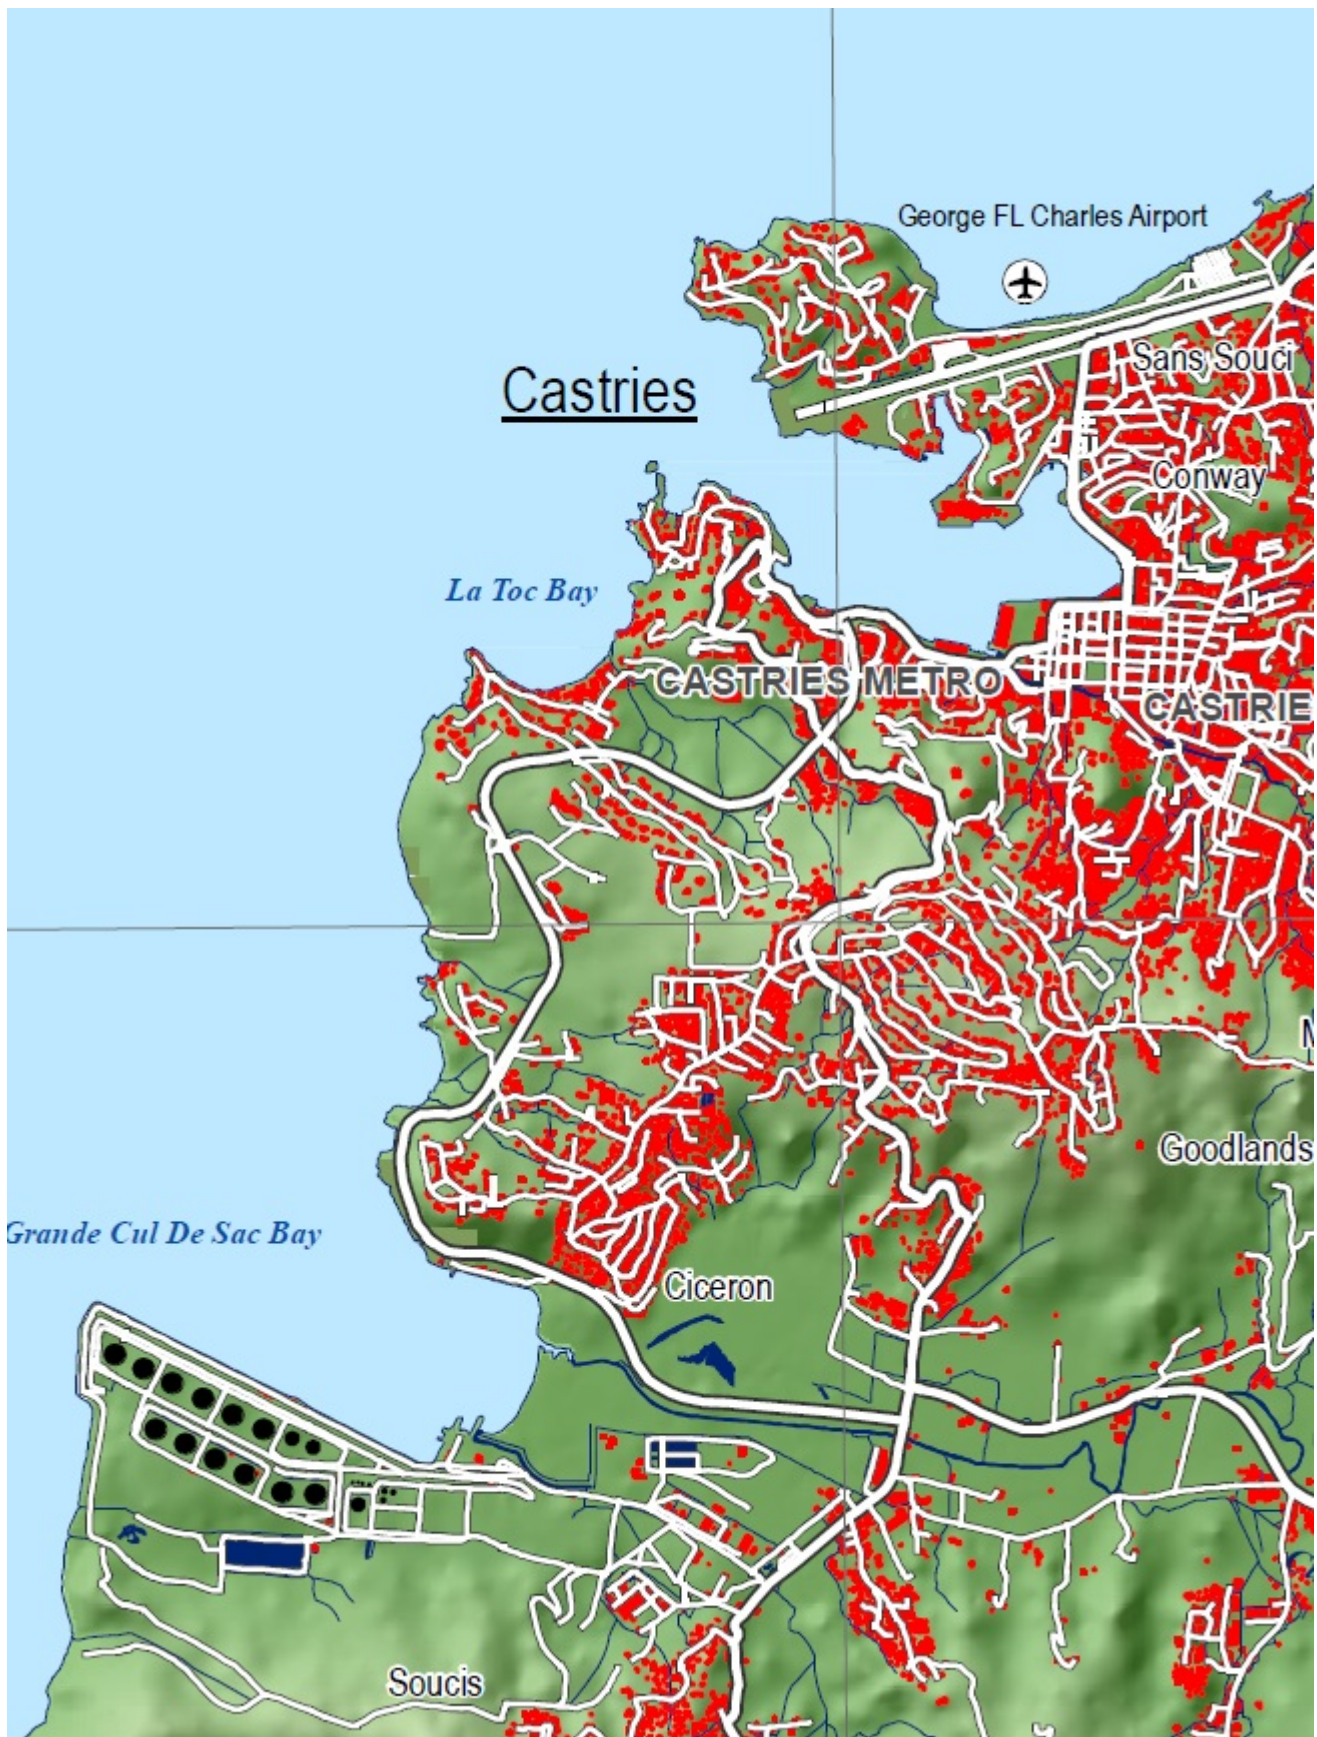 George FL Charles Airport
Sans Souci
Castries
Conway
La Toc Bay
CASTRIES METRO
CASTRIE
M
Goodlands
Grande Cul De Sac Bay
Ciceron
Soucis